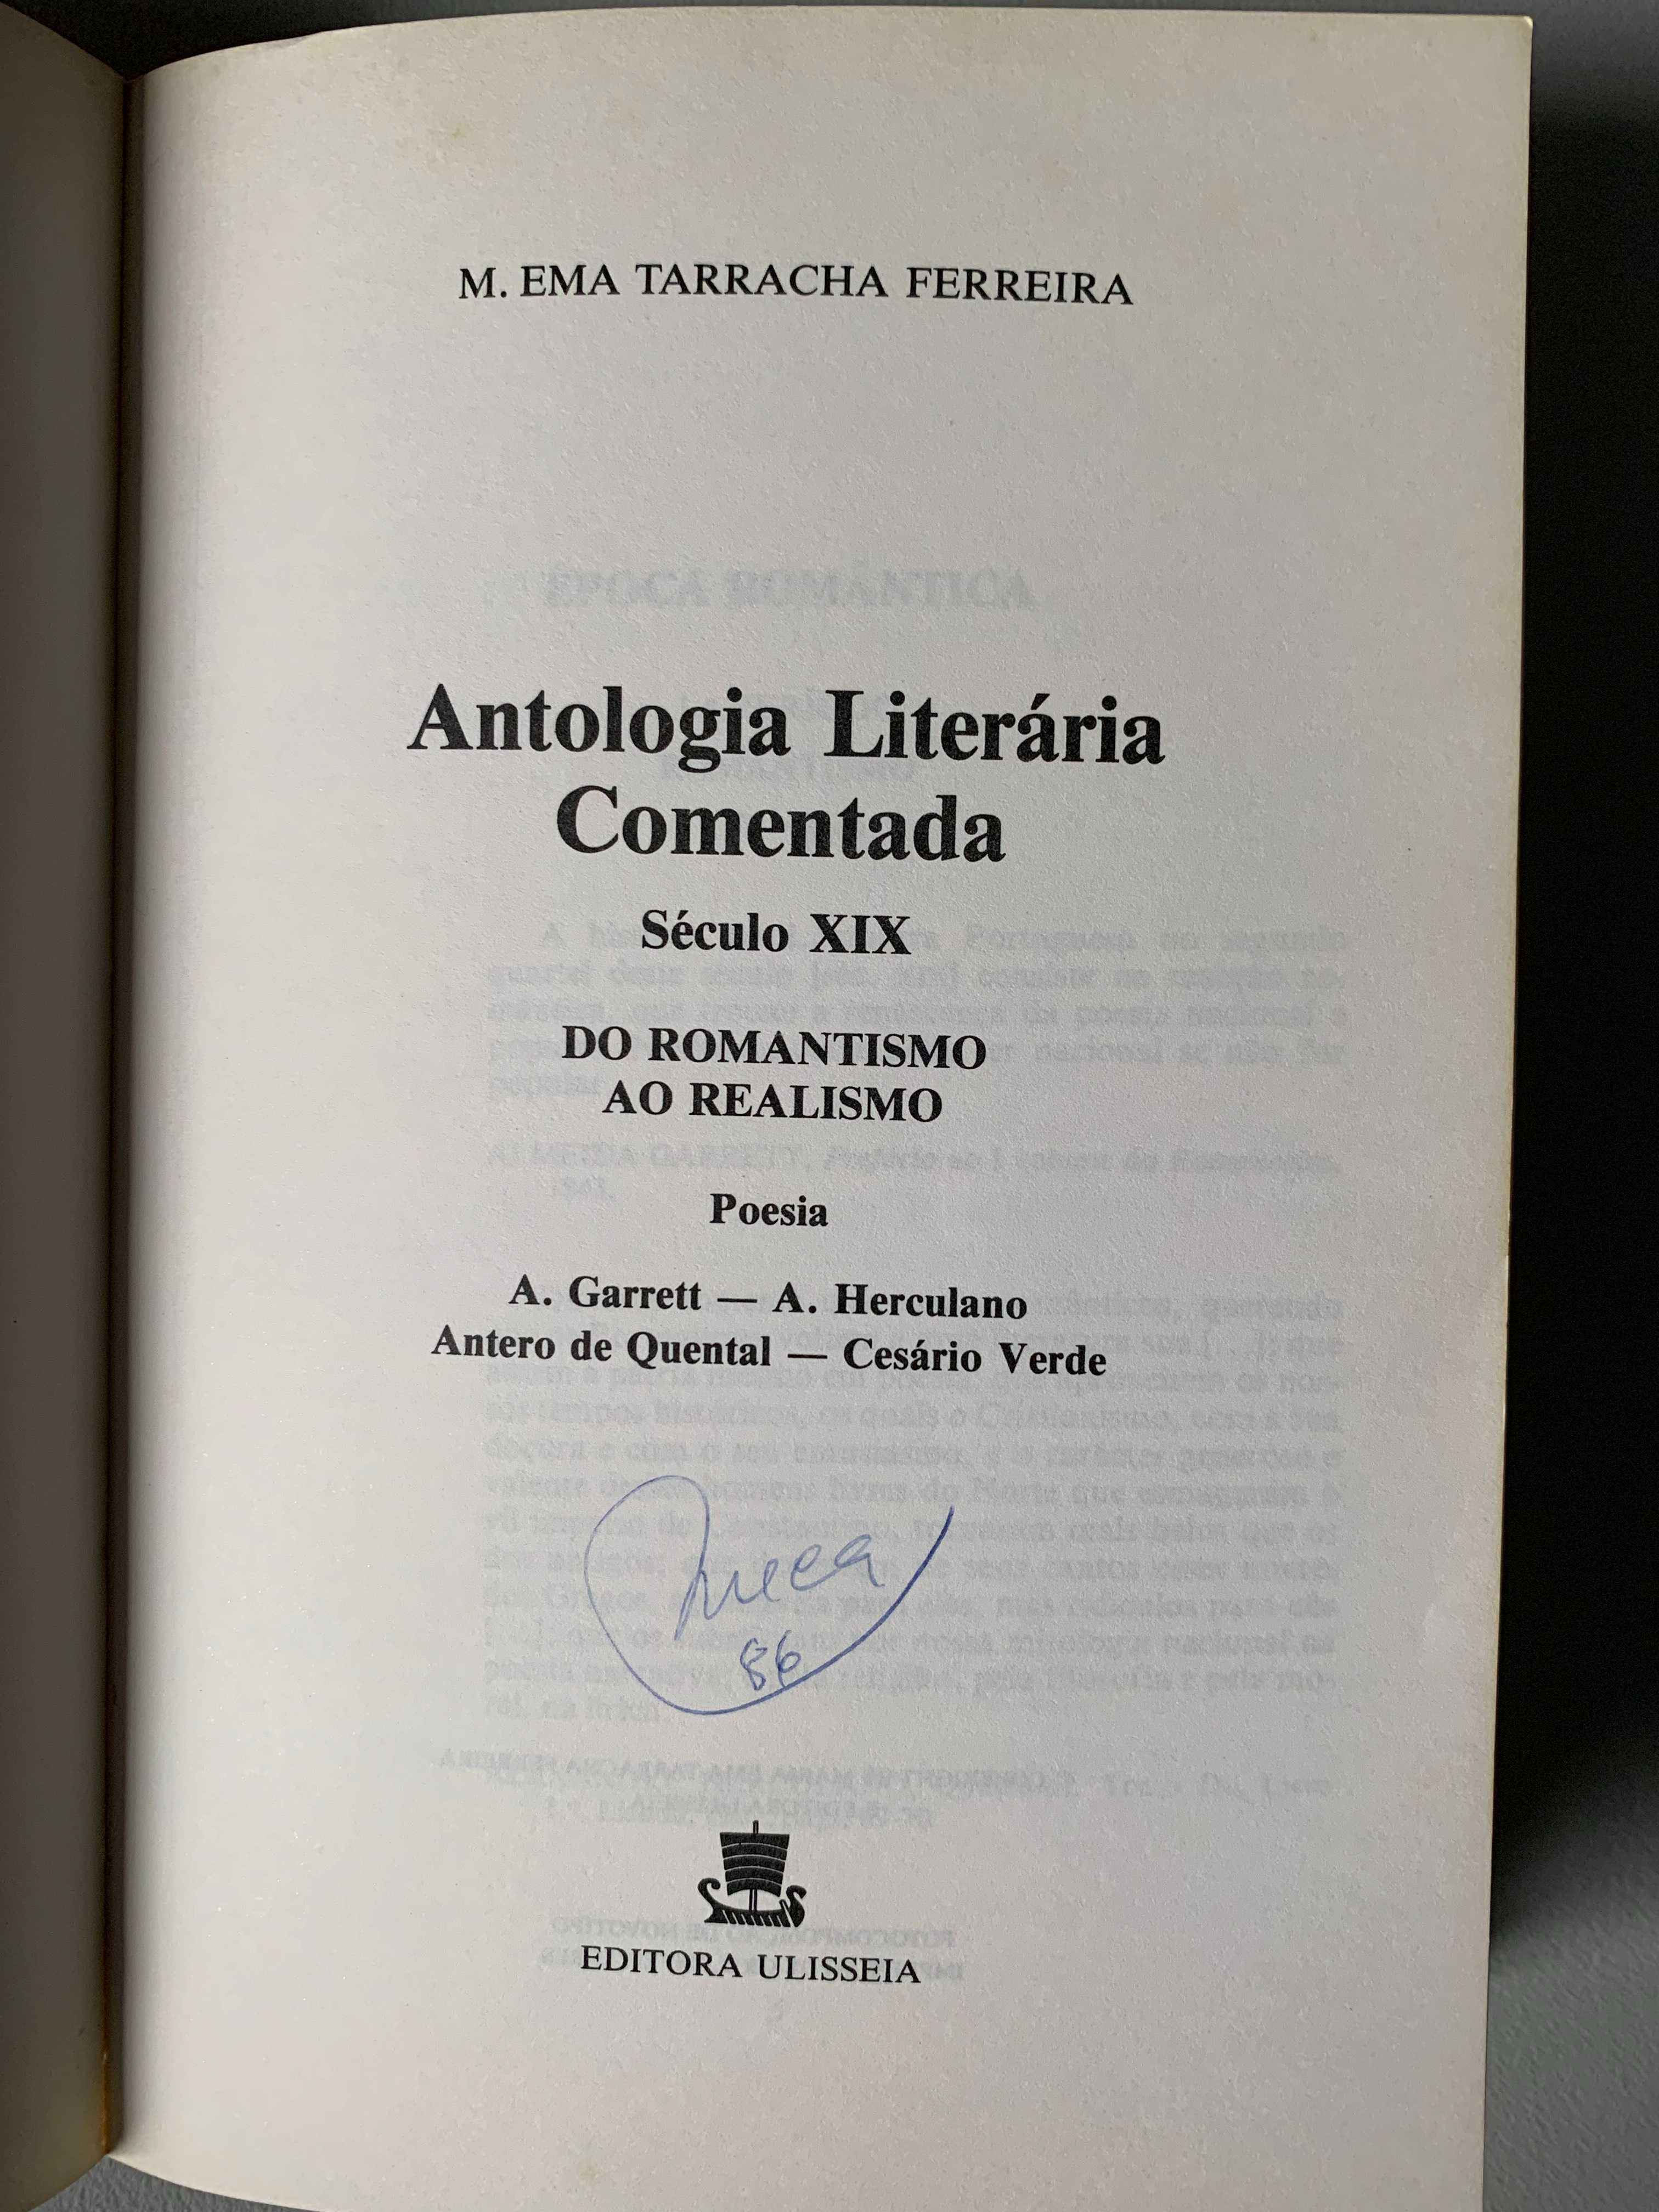 M. EMA TARRACHA FERREIRA
Antologia Literária
Comentada
Século XIX
DO ROMANTISMO
AO REALISMO
Poesia
A. Garrett — A. Herculano
Antero de Quental — Cesário Verde
86
EDITORA ULISSEIA